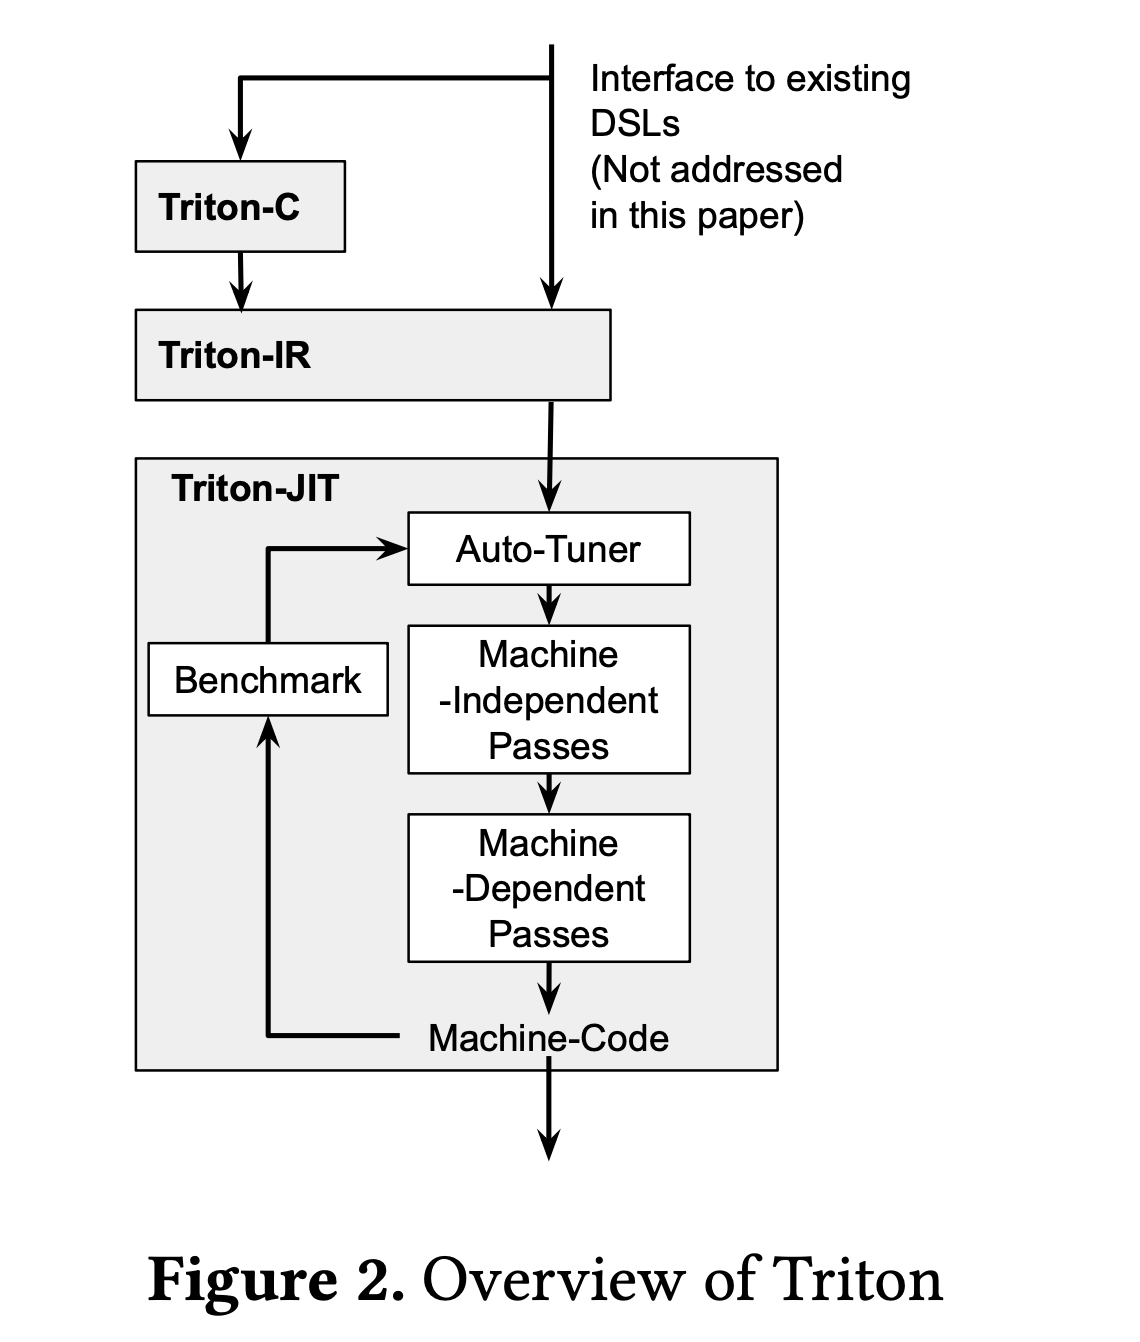 Interface to existing
DSLs
(Not addressed
in this paper)
Triton-C
Triton-IR
Triton-JIT
Auto-Tuner
Benchmark
Machine
-Independent
Passes
Machine
-Dependent
Passes
Machine-Code
Figure 2. Overview of Triton